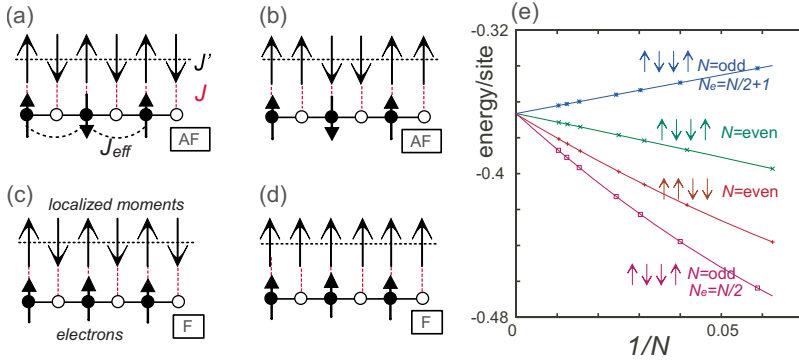 (a)
(b)
(e)
J'
J
J_eff
AF
AF
(c)
(d)
localized moments
electrons
F
F
energy/site
-0.32
-0.4
-0.48
↑↓↓↑ N=odd
Nₑ=N/2+1
↑↓↓↑ N=even
↑↑↓↓ N=even
↑↓↓↑ N=odd
Nₑ=N/2
0
0.05
1/N